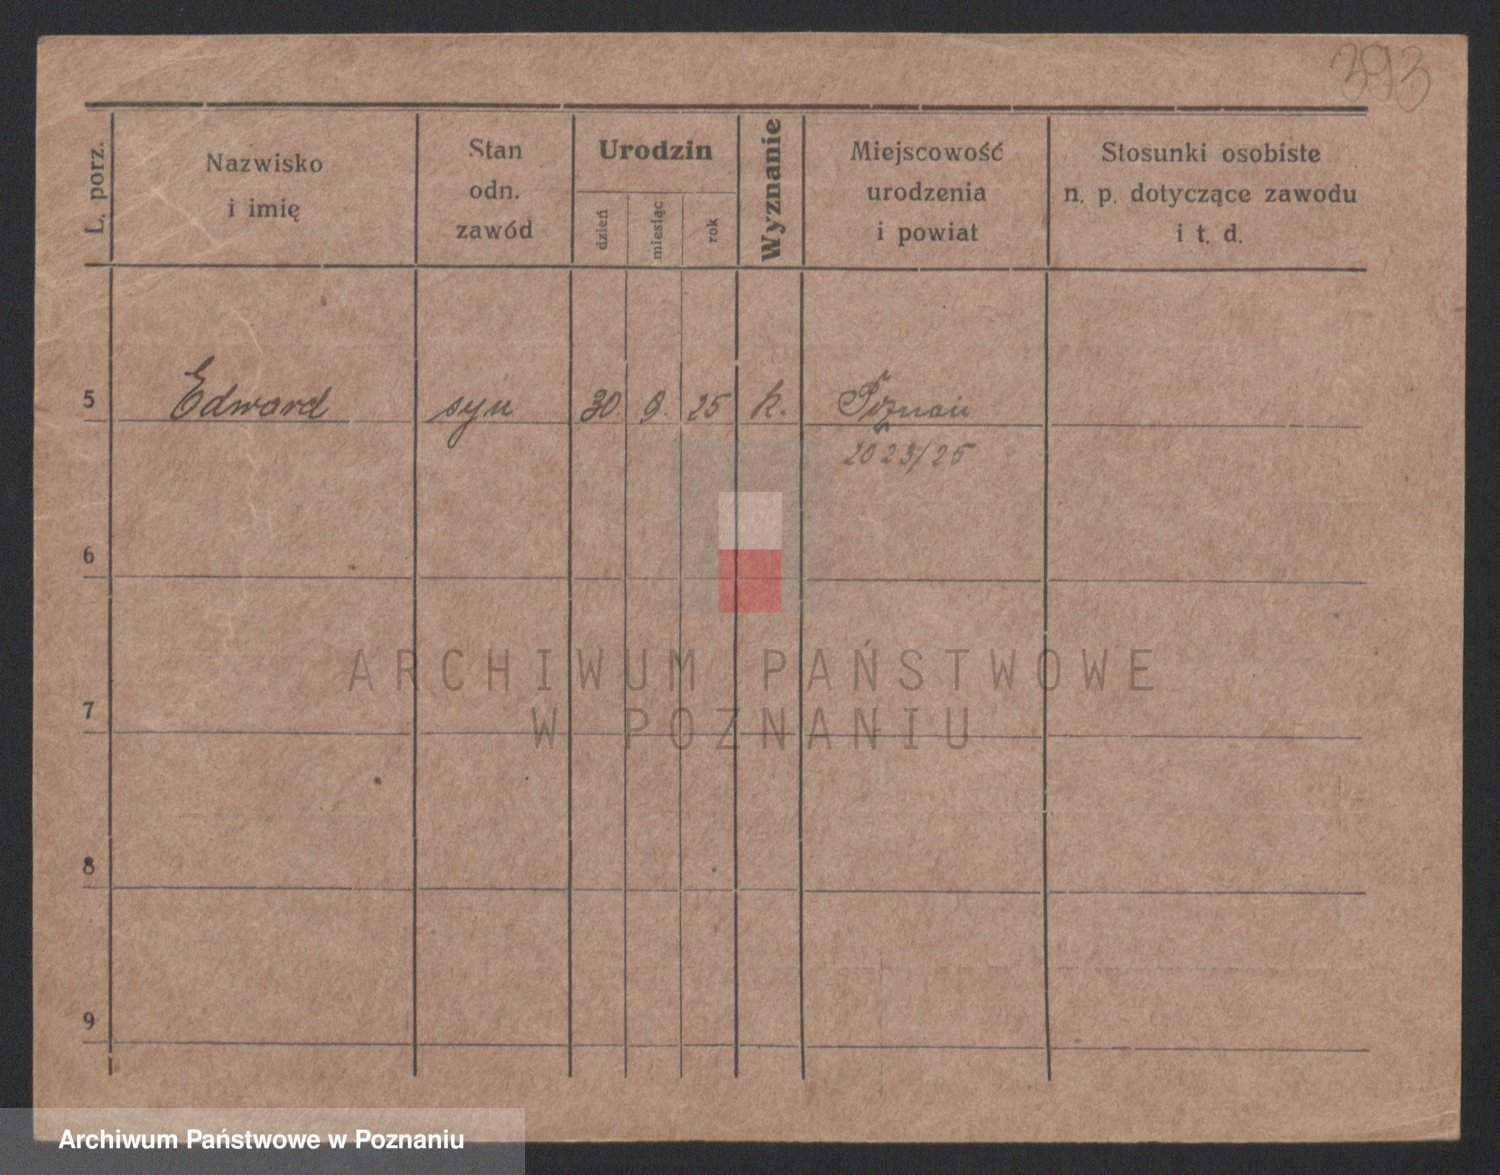 393
L. porz.
Nazwisko
i imię
Stan
odn.
zawód
Urodzin
dzień
miesiąc
rok
Wyznanie
Miejscowość
urodzenia
i powiat
Stosunki osobiste
n. p. dotyczące zawodu
i t. d.
5 Edward syn 30. 9. 25 k. Poznań
2023/25
6
7
8
9
ARCHIWUM PAŃSTWOWE
W POZNANIU
Archiwum Państwowe w Poznaniu